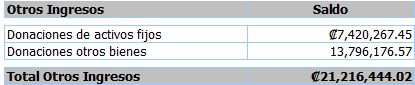 Otros Ingresos Saldo
Donaciones de activos fijos ₡7,420,267.45
Donaciones otros bienes 13,796,176.57
Total Otros Ingresos ₡21,216,444.02